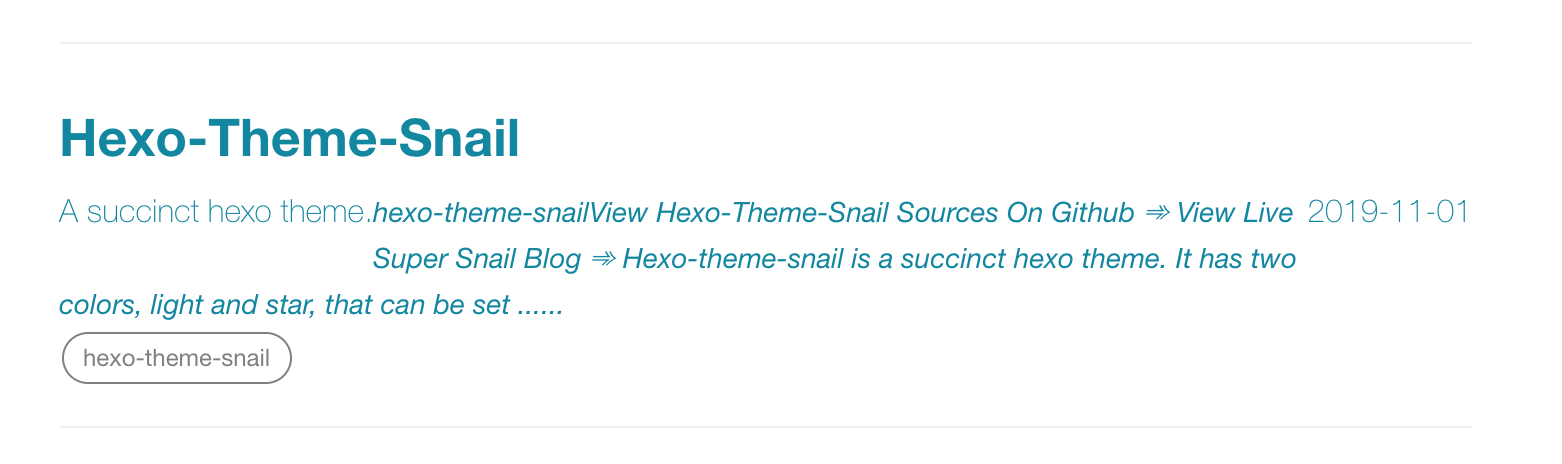 Hexo-Theme-Snail
A succinct hexo theme.hexo-theme-snailView Hexo-Theme-Snail Sources On Github ⇛ View Live 2019-11-01
Super Snail Blog ⇛ Hexo-theme-snail is a succinct hexo theme. It has two
colors, light and star, that can be set ......
hexo-theme-snail